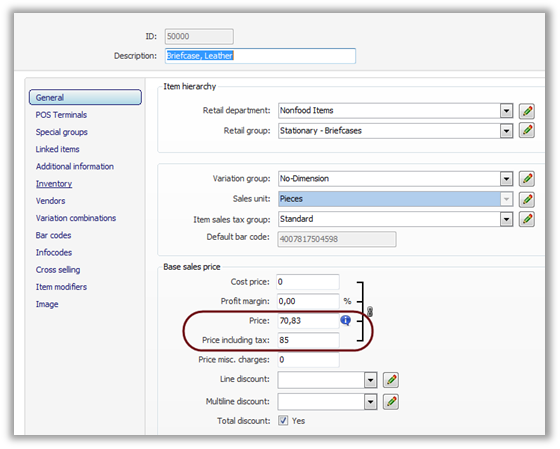 ID: 50000
Description: Briefcase, Leather
General
POS Terminals
Special groups
Linked items
Additional information
Inventory
Vendors
Variation combinations
Bar codes
Infocodes
Cross selling
Item modifiers
Image
Item hierarchy
Retail department: Nonfood Items
Retail group: Stationary - Briefcases
Variation group: No-Dimension
Sales unit: Pieces
Item sales tax group: Standard
Default bar code: 4007817504598
Base sales price
Cost price: 0
Profit margin: 0,00 %
Price: 70,83
Price including tax: 85
Price misc. charges: 0
Line discount:
Multiline discount:
Total discount: Yes